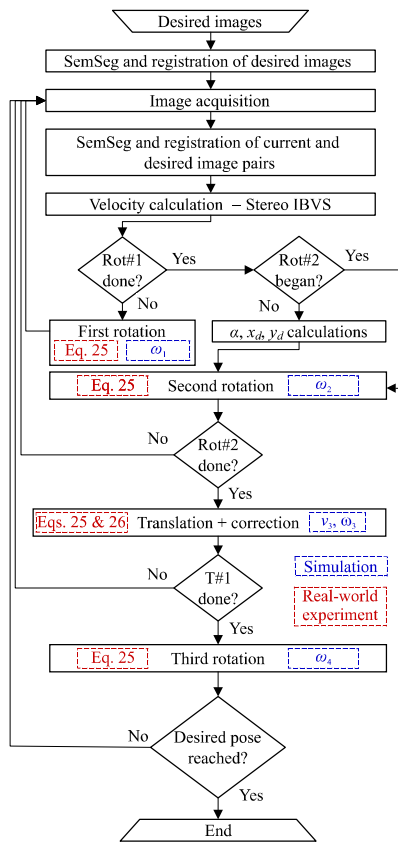 Desired images
SemSeg and registration of desired images
Image acquisition
SemSeg and registration of current and
desired image pairs
Velocity calculation – Stereo IBVS
Rot#1
done?
Yes
Rot#2
began?
Yes
No
No
First rotation
Eq. 25
ω₁
α, x_d, y_d calculations
Eq. 25
Second rotation
ω₂
No
Rot#2
done?
Yes
Eqs. 25 & 26
Translation + correction
v₃, ω₃
No
T#1
done?
Yes
Simulation
Real-world
experiment
Eq. 25
Third rotation
ω₄
No
Desired pose
reached?
Yes
End